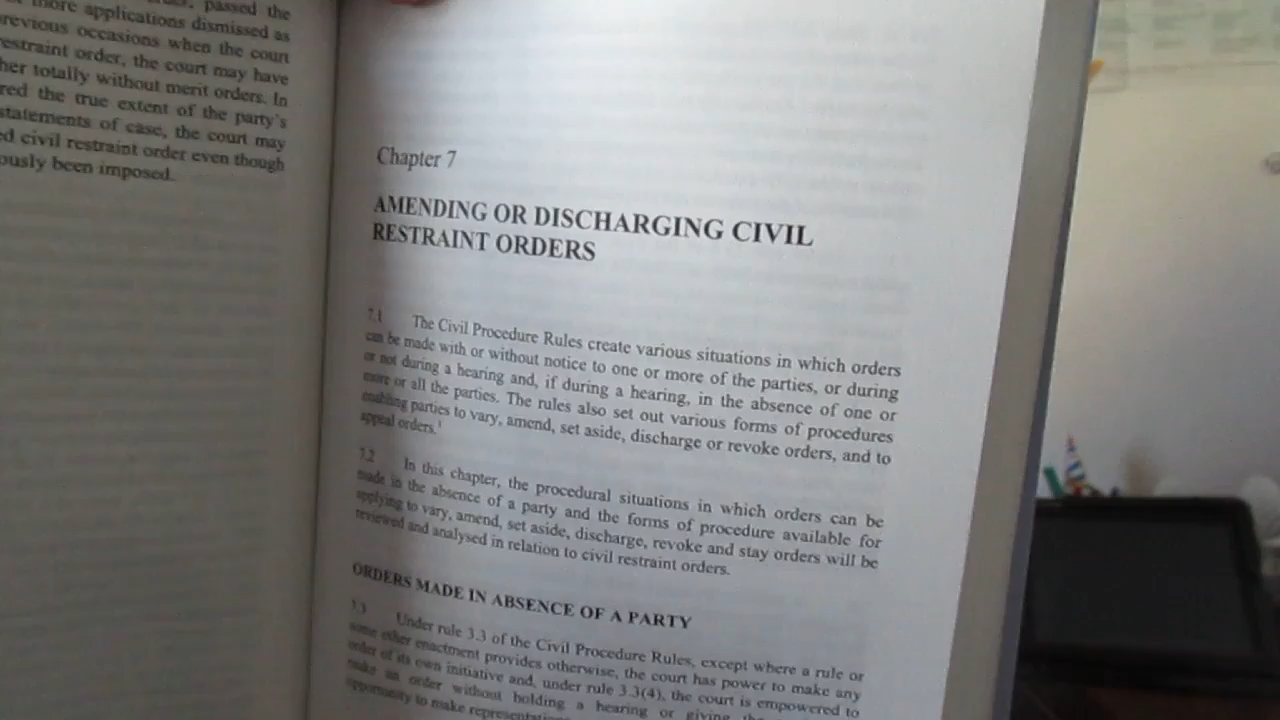 passed the
more applications dismissed as
revious occasions when the court
estraint order, the court may have
her totally without merit orders. In
red the true extent of the party's
statements of case, the court may
ed civil restraint order even though
ously been imposed.
Chapter 7
AMENDING OR DISCHARGING CIVIL
RESTRAINT ORDERS
7.1 The Civil Procedure Rules create various situations in which orders
can be made with or without notice to one or more of the parties, or during
or not during a hearing and, if during a hearing, in the absence of one or
more or all the parties. The rules also set out various forms of procedures
enabling parties to vary, amend, set aside, discharge or revoke orders, and to
appeal orders.¹
7.2 In this chapter, the procedural situations in which orders can be
made in the absence of a party and the forms of procedure available for
applying to vary, amend, set aside, discharge, revoke and stay orders will be
reviewed and analysed in relation to civil restraint orders.
ORDERS MADE IN ABSENCE OF A PARTY
7.3 Under rule 3.3 of the Civil Procedure Rules, except where a rule or
some other enactment provides otherwise, the court has power to make any
order of its own initiative and, under rule 3.3(4), the court is empowered to
make an order without holding a hearing or giving the
opportunity to make